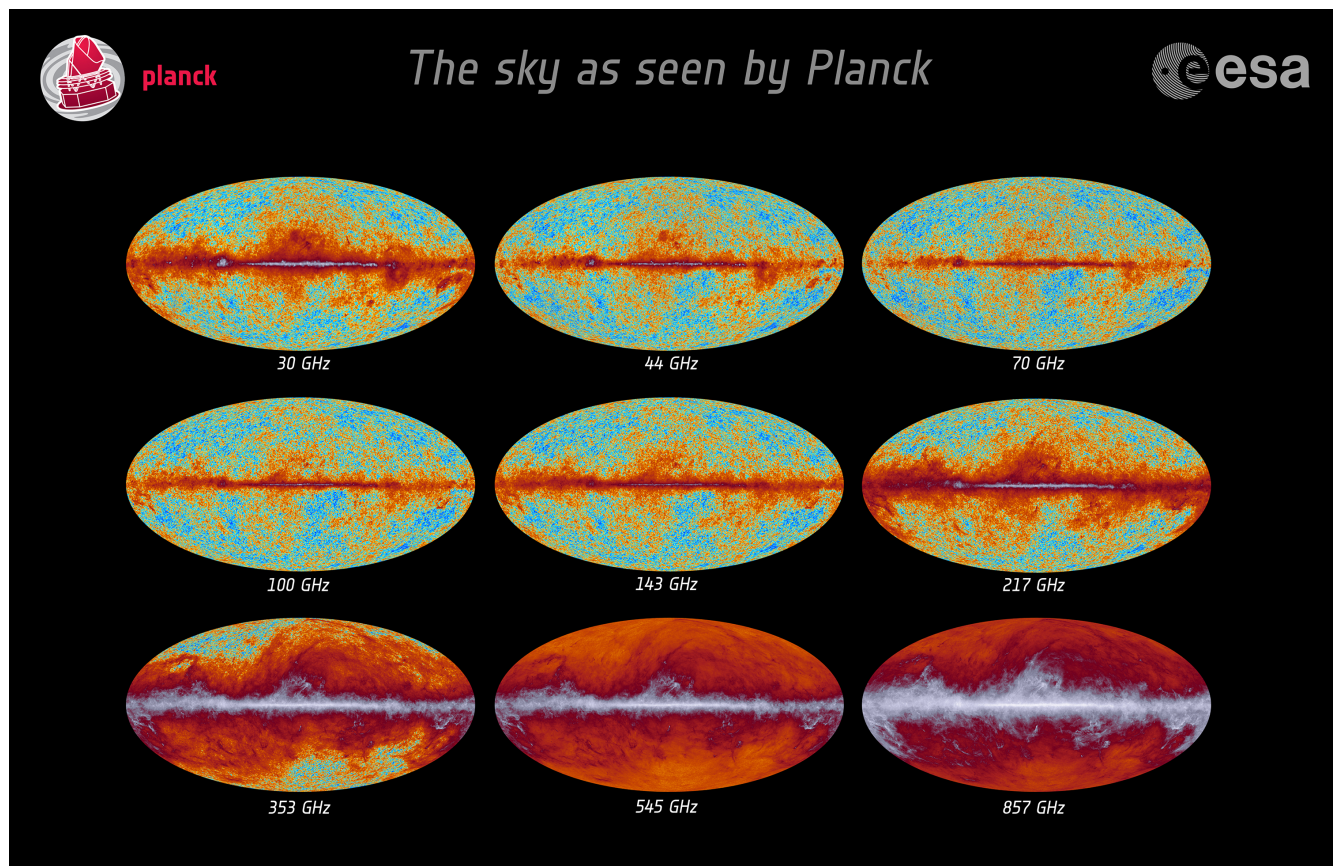 planck
The sky as seen by Planck
esa
30 GHz
44 GHz
70 GHz
100 GHz
143 GHz
217 GHz
353 GHz
545 GHz
857 GHz